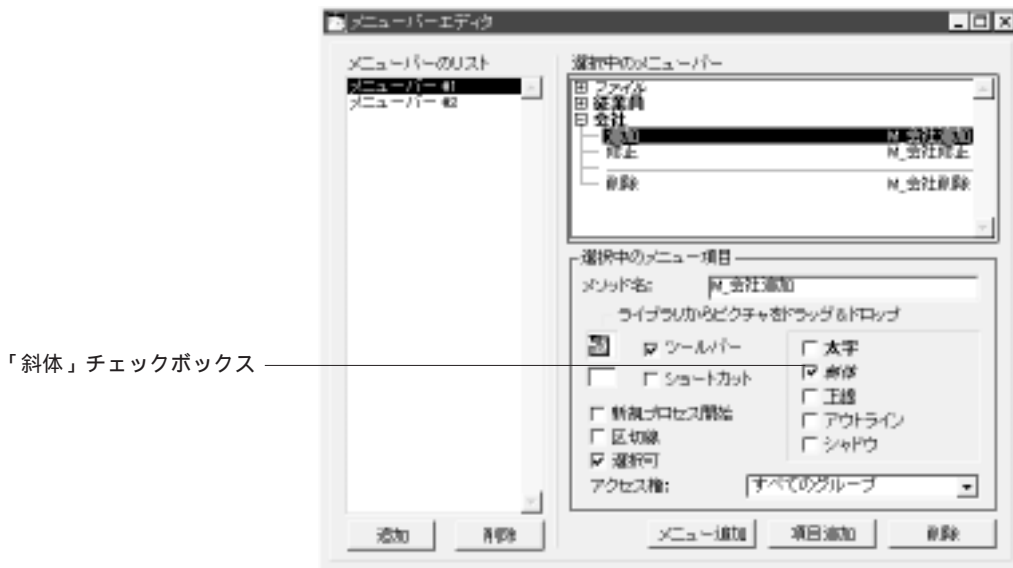 メニューバーエディタ
メニューバーのリスト
メニューバー #1
メニューバー #2
追加
削除
選択中のメニューバー
ファイル
従業員
会社
追加 M_会社追加
修正 M_会社修正
削除 M_会社削除
選択中のメニュー項目
メソッド名: M_会社追加
ライブラリからピクチャをドラッグ&ドロップ
ツールバー
ショートカット
新規プロセス開始
区切線
選択可
太字
斜体
下線
アウトライン
シャドウ
アクセス権: すべてのグループ
メニュー追加
項目追加
削除
「斜体」チェックボックス